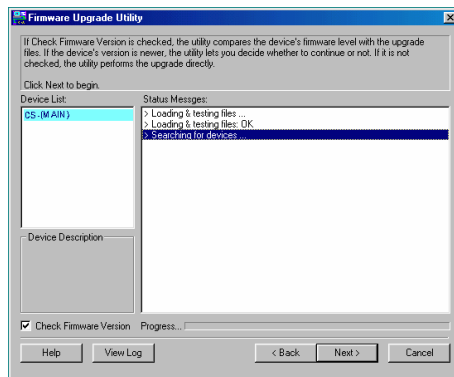 Firmware Upgrade Utility
If Check Firmware Version is checked, the utility compares the device's firmware level with the upgrade
files. If the device's version is newer, the utility lets you decide whether to continue or not. If it is not
checked, the utility performs the upgrade directly.
Click Next to begin.
Device List:
Status Messges:
CS-(MAIN)
> Loading & testing files ...
> Loading & testing files: OK
> Searching for devices ...
Device Description
Check Firmware Version
Progress...
Help
View Log
< Back
Next >
Cancel